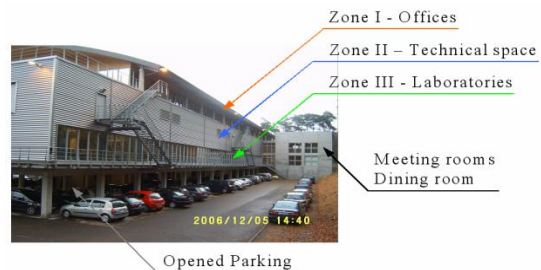 Zone I - Offices
Zone II – Technical space
Zone III - Laboratories
Meeting rooms
Dining room
2006/12/05 14:40
Opened Parking